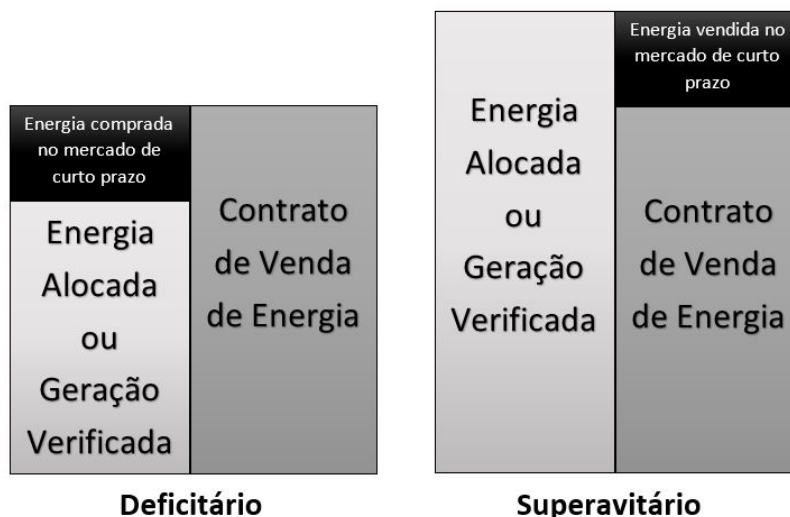 Energia comprada
no mercado de
curto prazo
Energia
Alocada
ou
Geração
Verificada
Contrato
de Venda
de Energia
Deficitário
Energia
Alocada
ou
Geração
Verificada
Energia vendida no
mercado de curto
prazo
Contrato
de Venda
de Energia
Superavitário